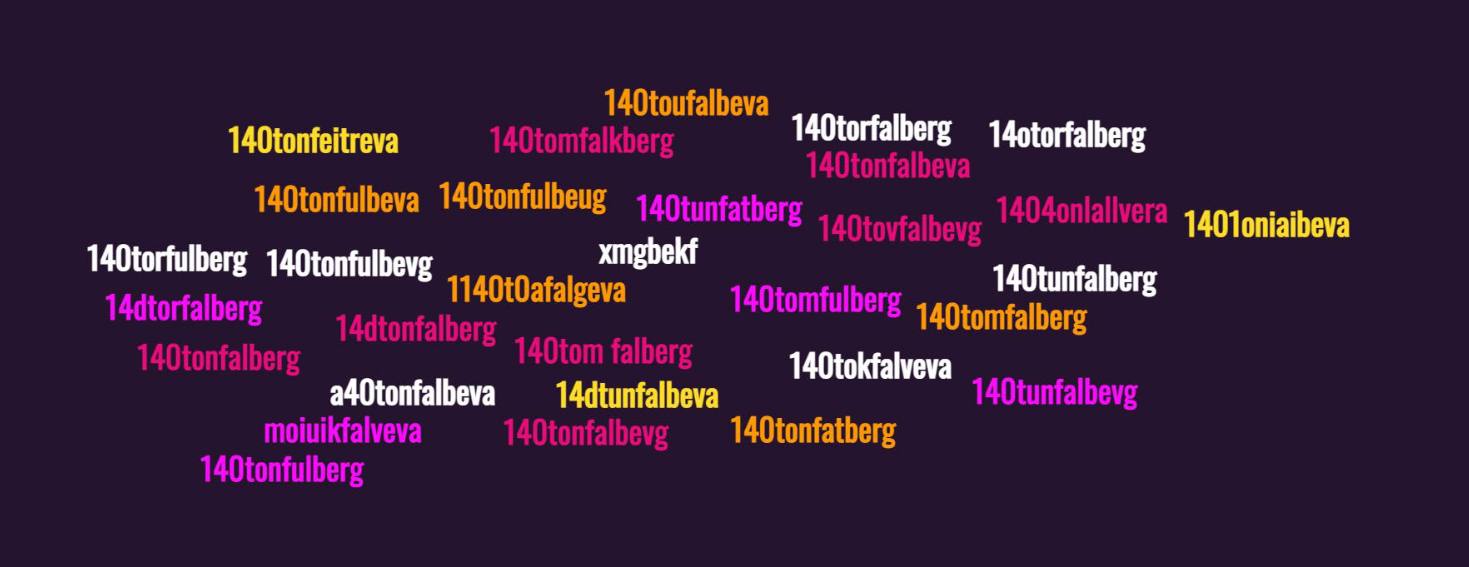 140toufalbeva
140torfalberg
14otorfalberg
140tonfeitreva
140tomfalkberg
140tonfalbeva
140tonfulbeva
140tonfulbeug
140tunfatberg
1404onlallvera
140tovfalbevg
1401oniaibeva
140torfulberg
140tonfulbevg
xmgbekf
140tunfalberg
1140t0afalgeva
14dtorfalberg
140tomfulberg
140tomfalberg
14dtonfalberg
140tonfalberg
140tom falberg
140tokfalveva
a40tonfalbeva
14dtunfalbeva
140tunfalbevg
moiuikfalveva
140tonfalbevg
140tonfatberg
140tonfulberg